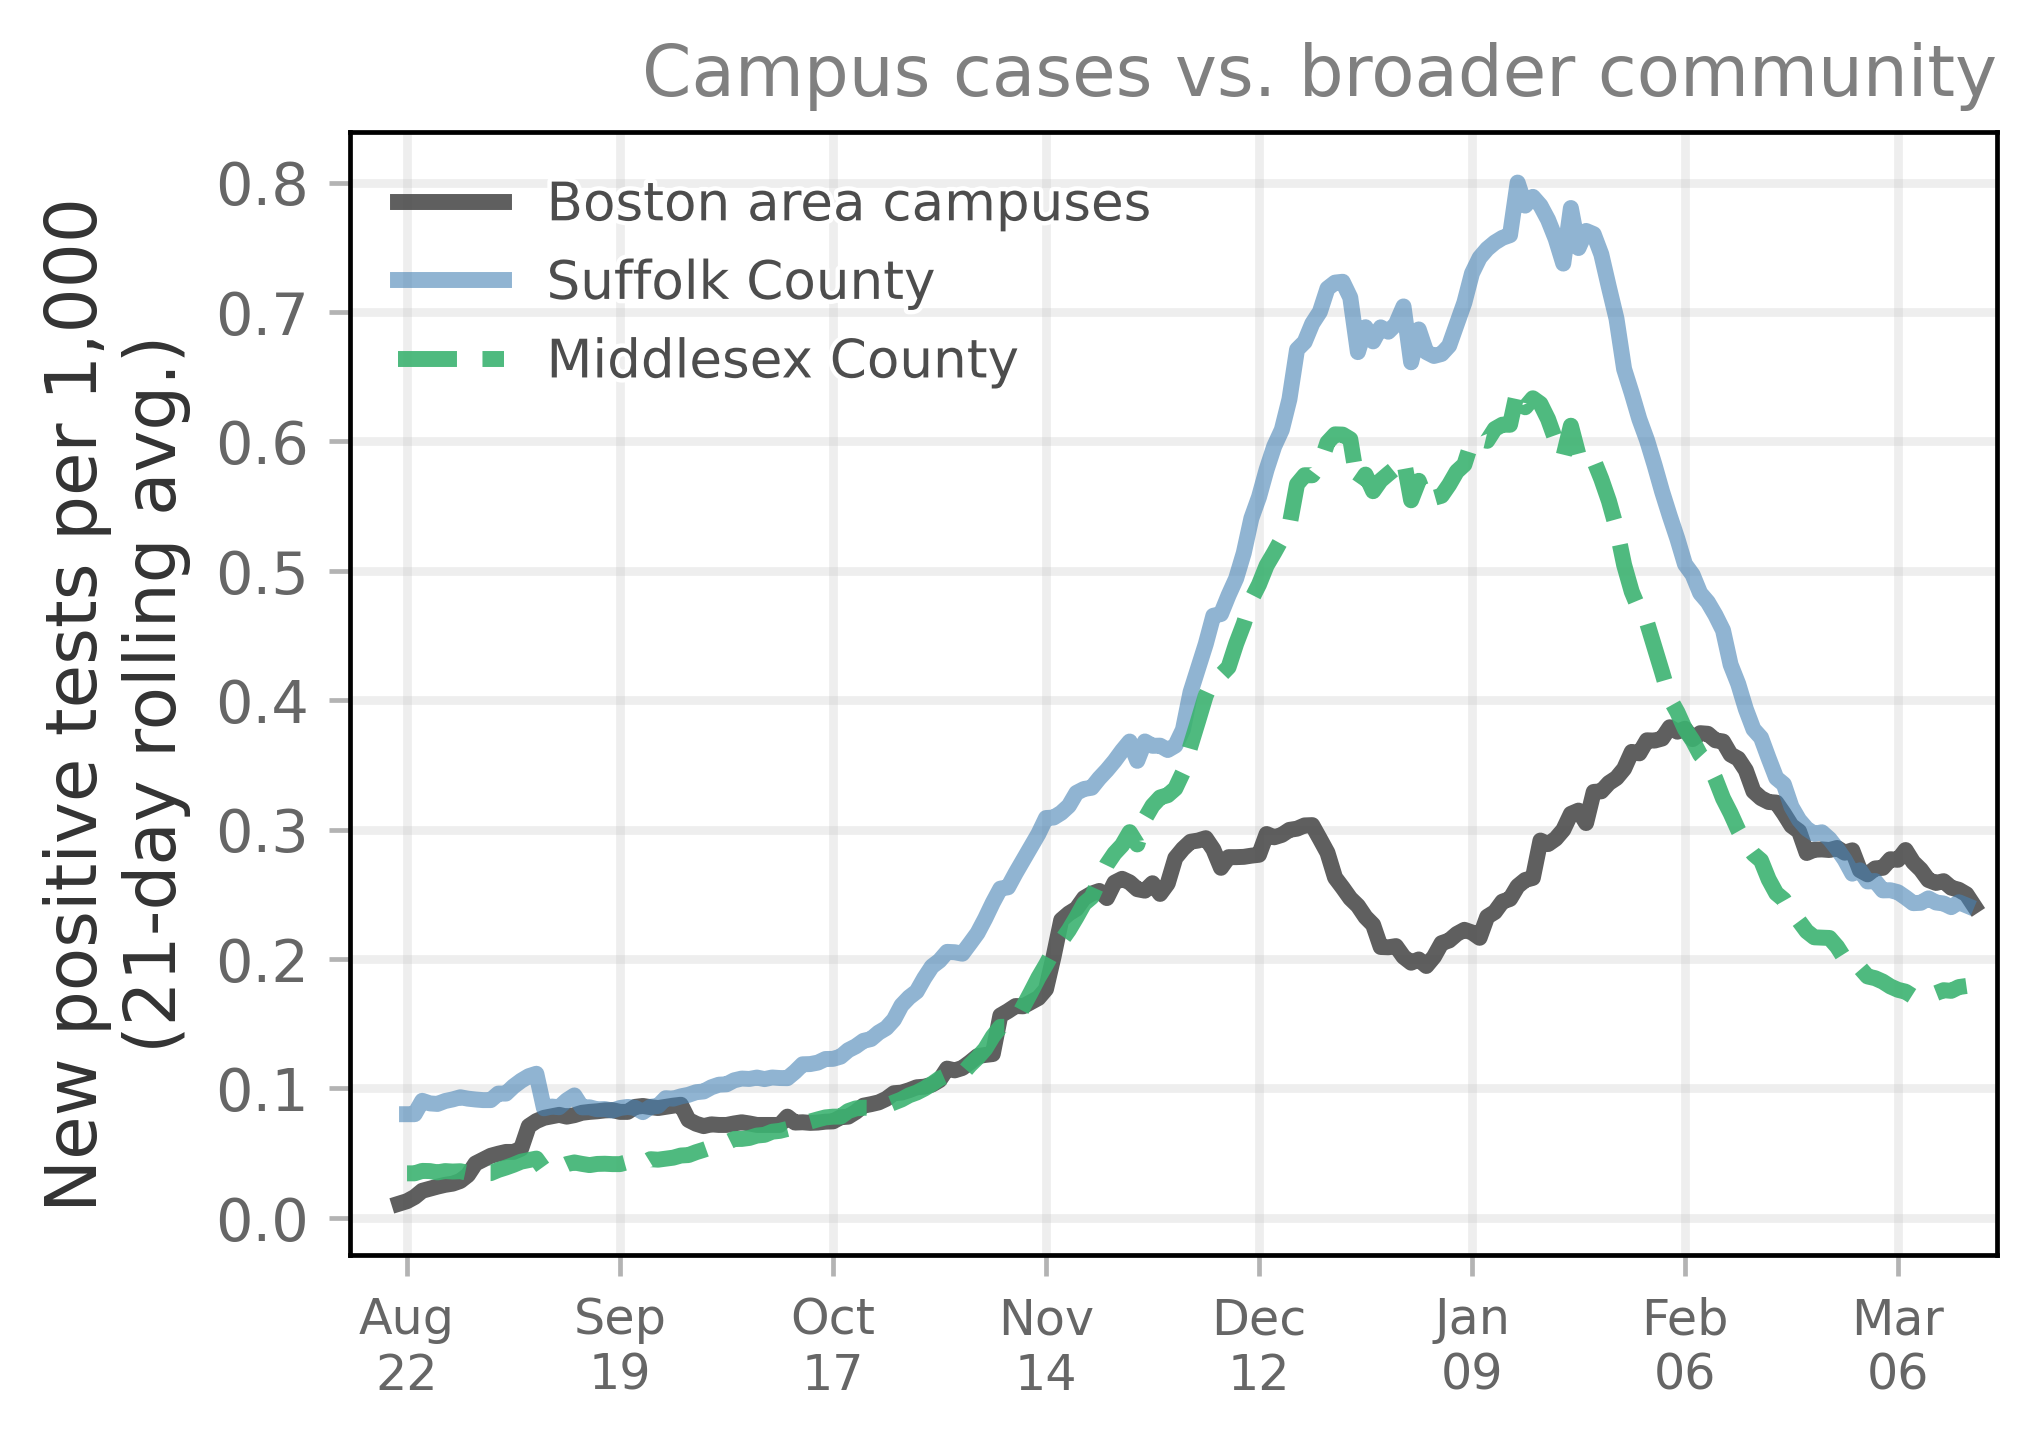 Campus cases vs. broader community
New positive tests per 1,000
(21-day rolling avg.)
Boston area campuses
Suffolk County
Middlesex County
0.8
0.7
0.6
0.5
0.4
0.3
0.2
0.1
0.0
Aug 22
Sep 19
Oct 17
Nov 14
Dec 12
Jan 09
Feb 06
Mar 06